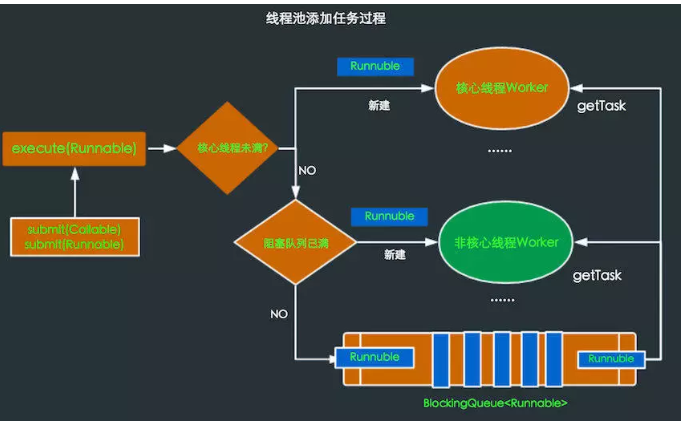 线程池添加任务过程
Runnuble
核心线程Worker
新建
getTask
execute(Runnable)
核心线程未满?
······
NO
submit(Callable)
submit(Runnable)
Runnuble
阻塞队列已满
非核心线程Worker
新建
getTask
······
NO
Runnuble
Runnuble
BlockingQueue<Runnable>